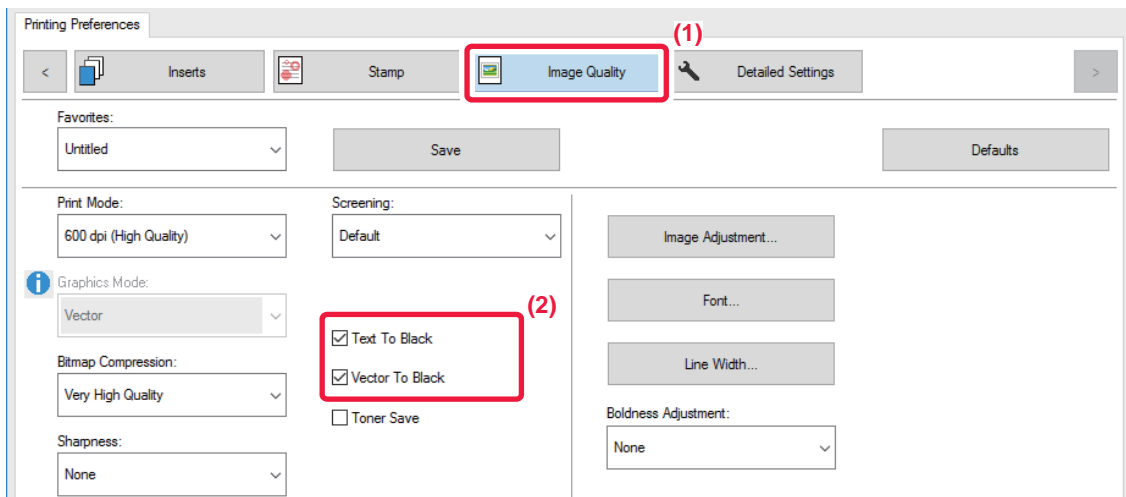 Printing Preferences
(1)
< Inserts Stamp Image Quality Detailed Settings >
Favorites:
Untitled Save Defaults
Print Mode: Screening:
600 dpi (High Quality) Default Image Adjustment...
Graphics Mode:
Vector Font...
(2)
Text To Black
Bitmap Compression: Line Width...
Vector To Black
Very High Quality
Toner Save Boldness Adjustment:
Sharpness:
None None